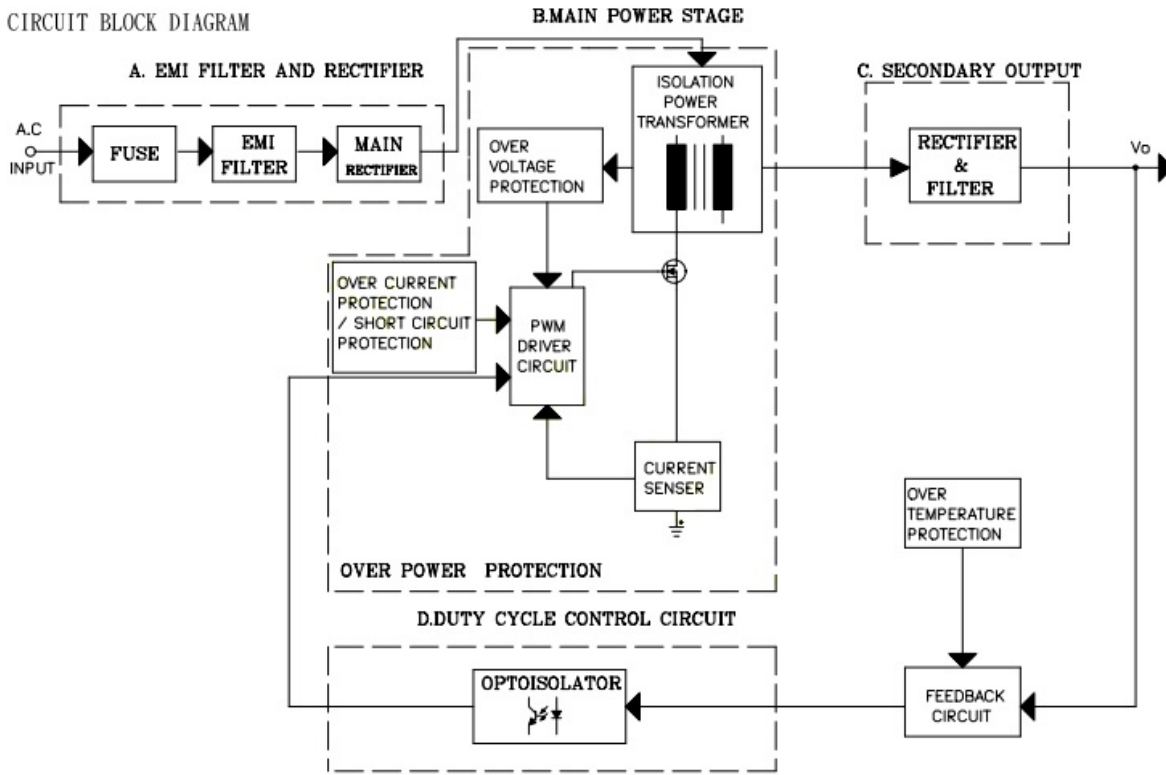 CIRCUIT BLOCK DIAGRAM
B.MAIN POWER STAGE
A. EMI FILTER AND RECTIFIER
C. SECONDARY OUTPUT
A.C
INPUT
FUSE
EMI
FILTER
MAIN
RECTIFIER
ISOLATION
POWER
TRANSFORMER
OVER
VOLTAGE
PROTECTION
RECTIFIER
&
FILTER
Vo
OVER CURRENT
PROTECTION
/ SHORT CIRCUIT
PROTECTION
PWM
DRIVER
CIRCUIT
CURRENT
SENSER
OVER
TEMPERATURE
PROTECTION
OVER POWER PROTECTION
D.DUTY CYCLE CONTROL CIRCUIT
OPTOISOLATOR
FEEDBACK
CIRCUIT